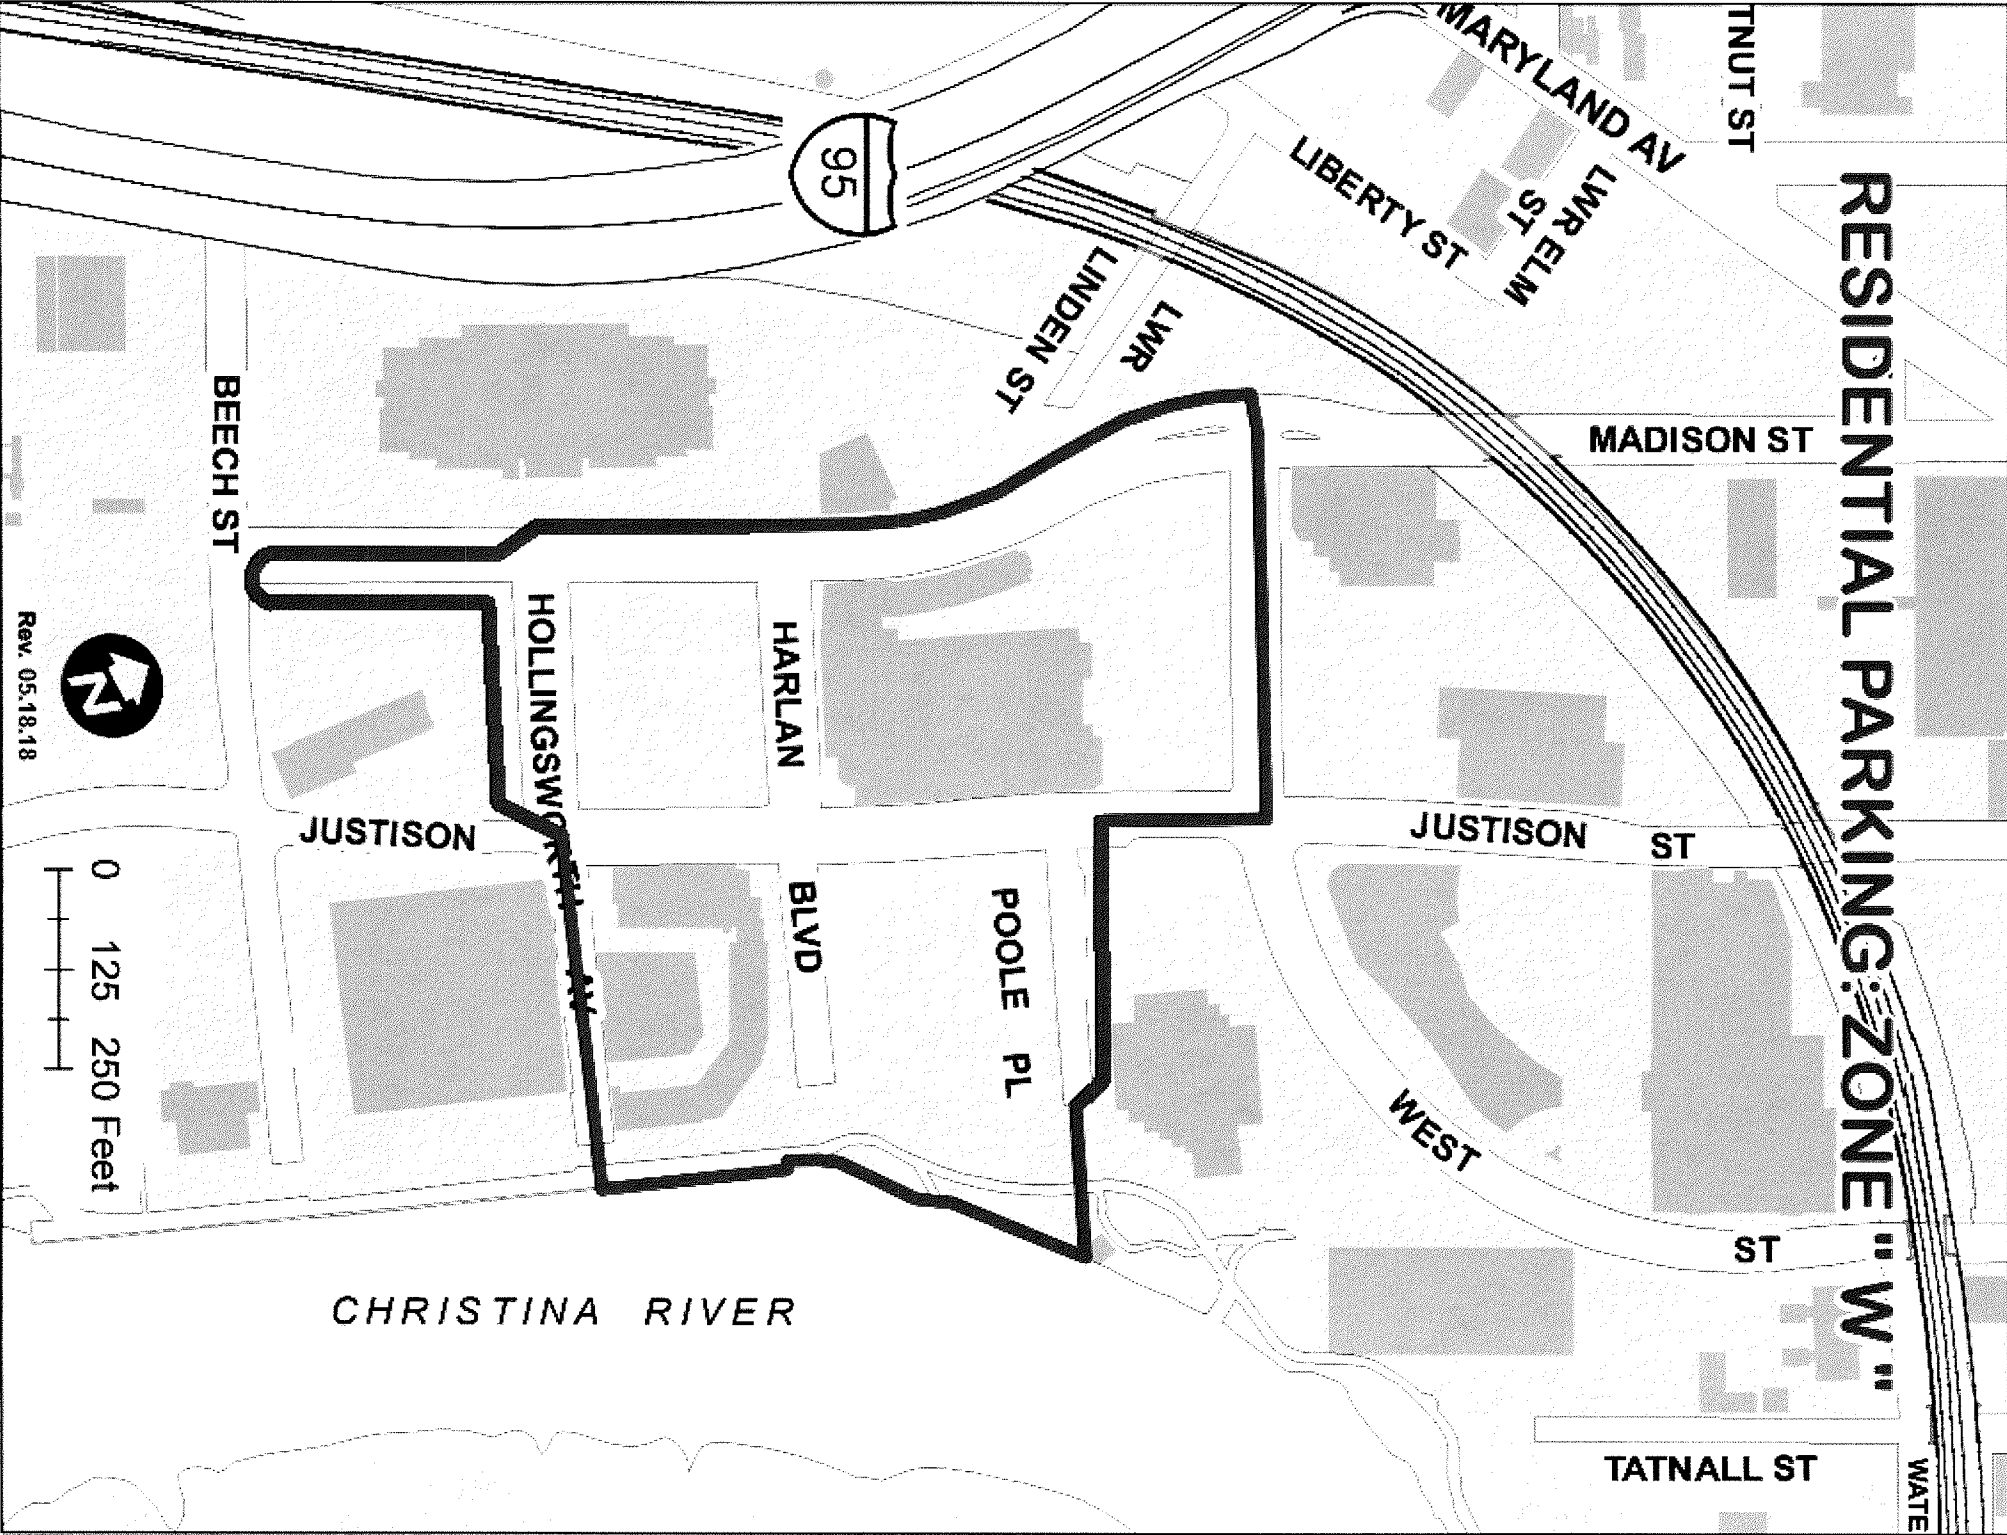 RESIDENTIAL PARKING: ZONE "W"
TNUT ST
MARYLAND AV
LWR ELM
ST
LIBERTY ST
95
LWR
LINDEN ST
MADISON ST
BEECH ST
HOLLINGSWORTH AV
HARLAN
BLVD
POOLE PL
JUSTISON
JUSTISON ST
WEST
ST
TATNALL ST
WATE
CHRISTINA RIVER
N
Rev. 05.18.18
0 125 250 Feet